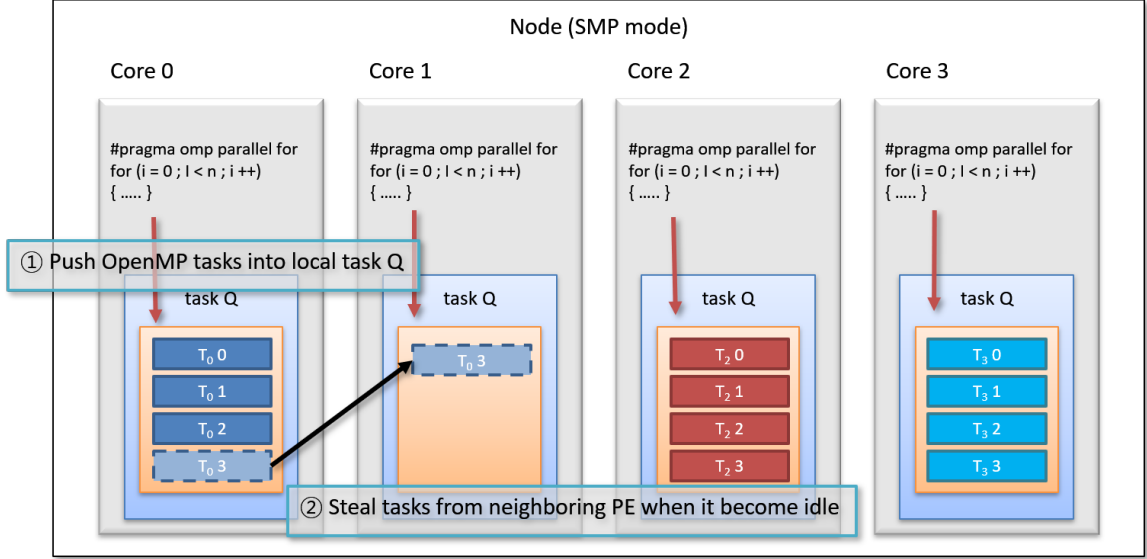 Node (SMP mode)
Core 0
Core 1
Core 2
Core 3
#pragma omp parallel for
for (i = 0 ; I < n ; i ++)
{ ..... }
#pragma omp parallel for
for (i = 0 ; I < n ; i ++)
{ ..... }
#pragma omp parallel for
for (i = 0 ; I < n ; i ++)
{ ..... }
#pragma omp parallel for
for (i = 0 ; I < n ; i ++)
{ ..... }
① Push OpenMP tasks into local task Q
task Q
task Q
task Q
task Q
T₀ 0
T₀ 1
T₀ 2
T₀ 3
T₀ 3
T₂ 0
T₂ 1
T₂ 2
T₂ 3
T₃ 0
T₃ 1
T₃ 2
T₃ 3
② Steal tasks from neighboring PE when it become idle